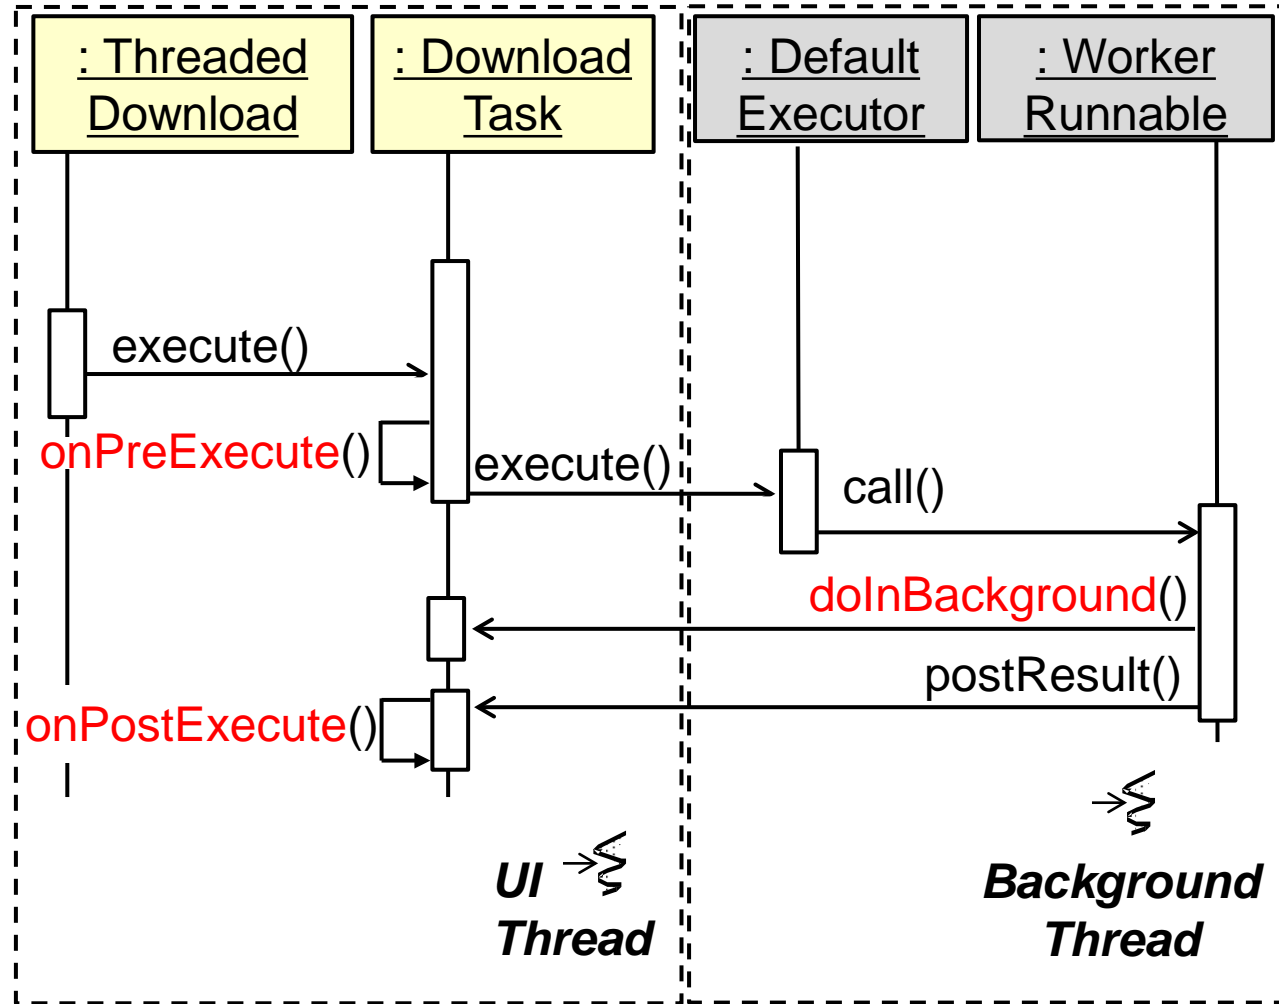 : Threaded
Download
: Download
Task
: Default
Executor
: Worker
Runnable
execute()
onPreExecute()
execute()
call()
doInBackground()
postResult()
onPostExecute()
UI
Thread
Background
Thread